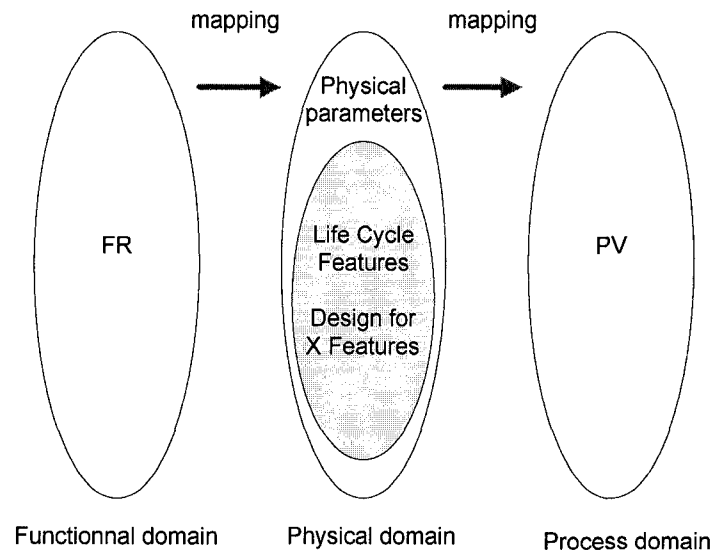 mapping
mapping
Physical
parameters
FR
Life Cycle
Features
Design for
X Features
PV
Functionnal domain
Physical domain
Process domain